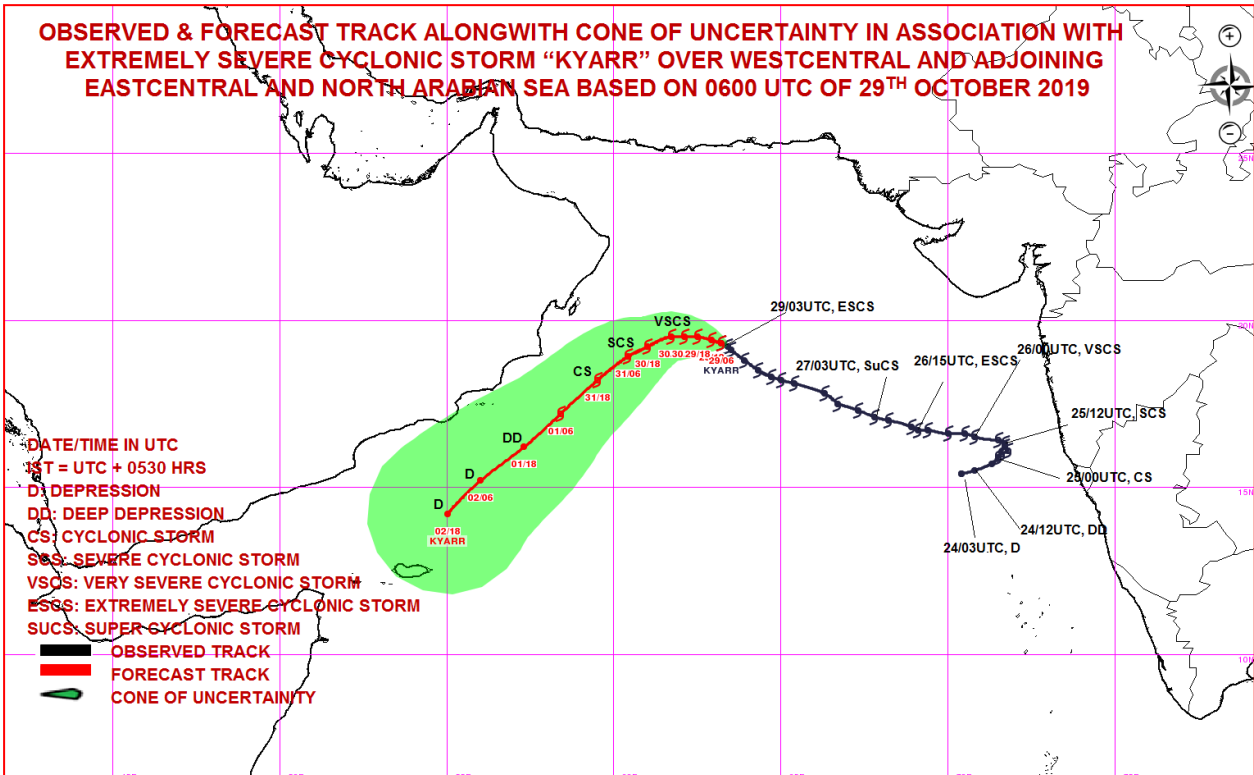 OBSERVED & FORECAST TRACK ALONGWITH CONE OF UNCERTAINTY IN ASSOCIATION WITH
EXTREMELY SEVERE CYCLONIC STORM “KYARR” OVER WESTCENTRAL AND ADJOINING
EASTCENTRAL AND NORTH ARABIAN SEA BASED ON 0600 UTC OF 29TH OCTOBER 2019
25N
20N
29/03UTC, ESCS
VSCS
26/00UTC, VSCS
SCS
30/18
29/18
29/06
KYARR
27/03UTC, SuCS
26/15UTC, ESCS
31/06
CS
31/18
25/12UTC, SCS
01/06
DD
01/18
25/00UTC, CS
D
02/06
15N
D
02/18
KYARR
24/12UTC, DD
24/03UTC, D
10N
DATE/TIME IN UTC
IST = UTC + 0530 HRS
D: DEPRESSION
DD: DEEP DEPRESSION
CS: CYCLONIC STORM
SCS: SEVERE CYCLONIC STORM
VSCS: VERY SEVERE CYCLONIC STORM
ESCS: EXTREMELY SEVERE CYCLONIC STORM
SUCS: SUPER CYCLONIC STORM
OBSERVED TRACK
FORECAST TRACK
CONE OF UNCERTAINITY